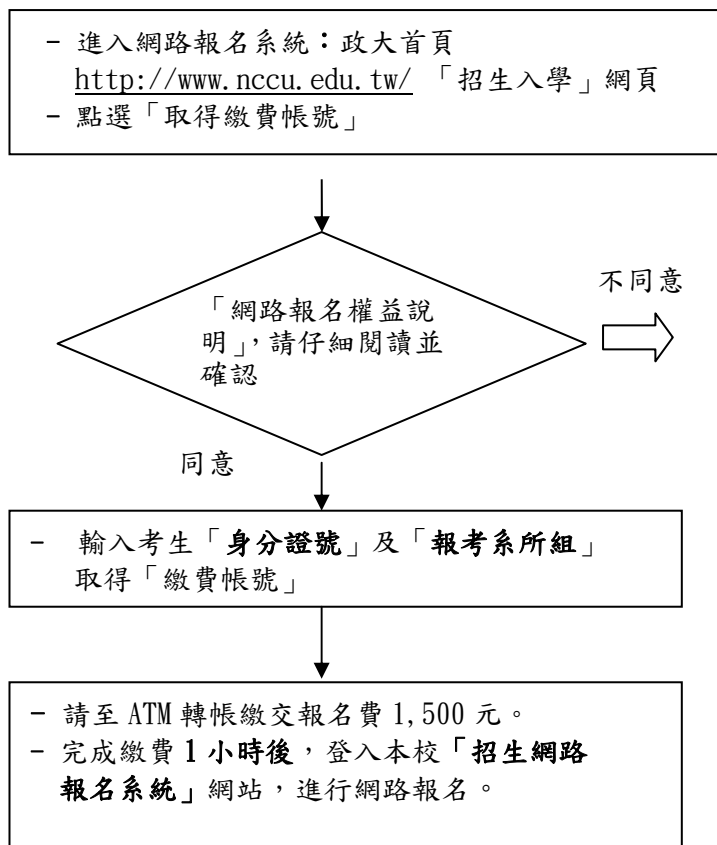 - 進入網路報名系統：政大首頁
http://www.nccu.edu.tw/ 「招生入學」網頁
- 點選「取得繳費帳號」
不同意
「網路報名權益說
明」，請仔細閱讀並
確認
同意
- 輸入考生「身分證號」及「報考系所組」
取得「繳費帳號」
- 請至 ATM 轉帳繳交報名費 1,500 元。
- 完成繳費 1 小時後，登入本校「招生網路
報名系統」網站，進行網路報名。